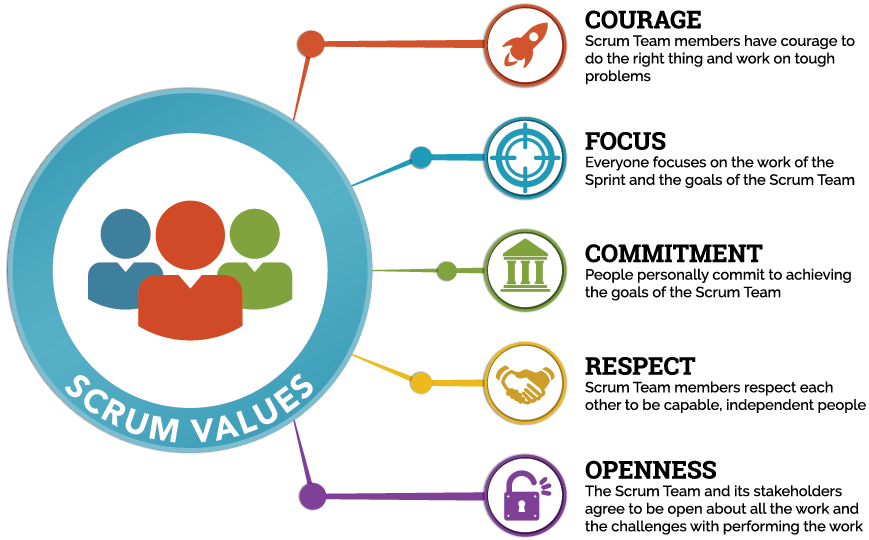 SCRUM VALUES
COURAGE
Scrum Team members have courage to
do the right thing and work on tough
problems
FOCUS
Everyone focuses on the work of the
Sprint and the goals of the Scrum Team
COMMITMENT
People personally commit to achieving
the goals of the Scrum Team
RESPECT
Scrum Team members respect each
other to be capable, independent people
OPENNESS
The Scrum Team and its stakeholders
agree to be open about all the work and
the challenges with performing the work